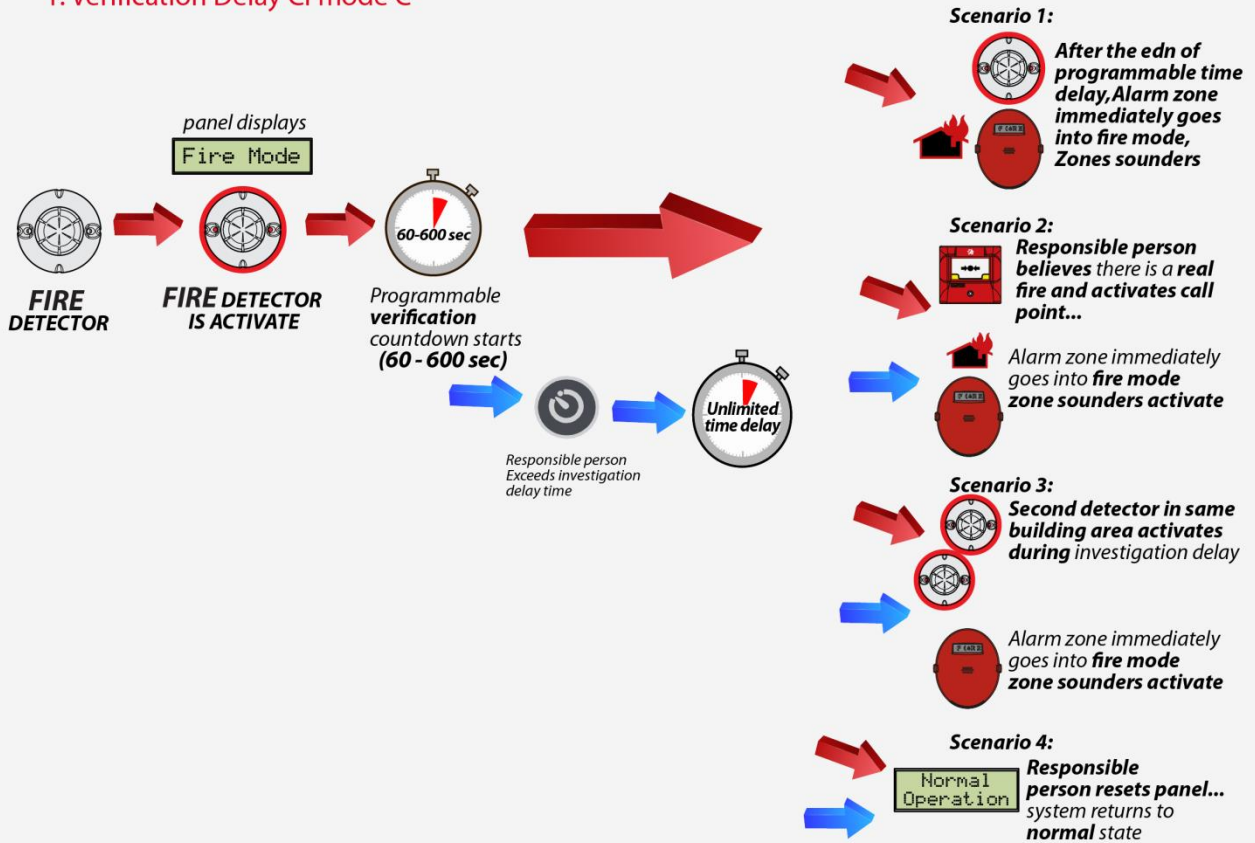 1. Verification Delay CI mode C
panel displays
Fire Mode
FIRE
DETECTOR
FIRE DETECTOR
IS ACTIVATE
60-600 sec
Programmable
verification
countdown starts
(60 - 600 sec)
Responsible person
Exceeds investigation
delay time
Unlimited
time delay
Scenario 1:
After the edn of
programmable time
delay,Alarm zone
immediately goes
into fire mode,
Zones sounders
Scenario 2:
Responsible person
believes there is a real
fire and activates call
point...
Alarm zone immediately
goes into fire mode
zone sounders activate
Scenario 3:
Second detector in same
building area activates
during investigation delay
Alarm zone immediately
goes into fire mode
zone sounders activate
Scenario 4:
Normal
Operation
Responsible
person resets panel...
system returns to
normal state